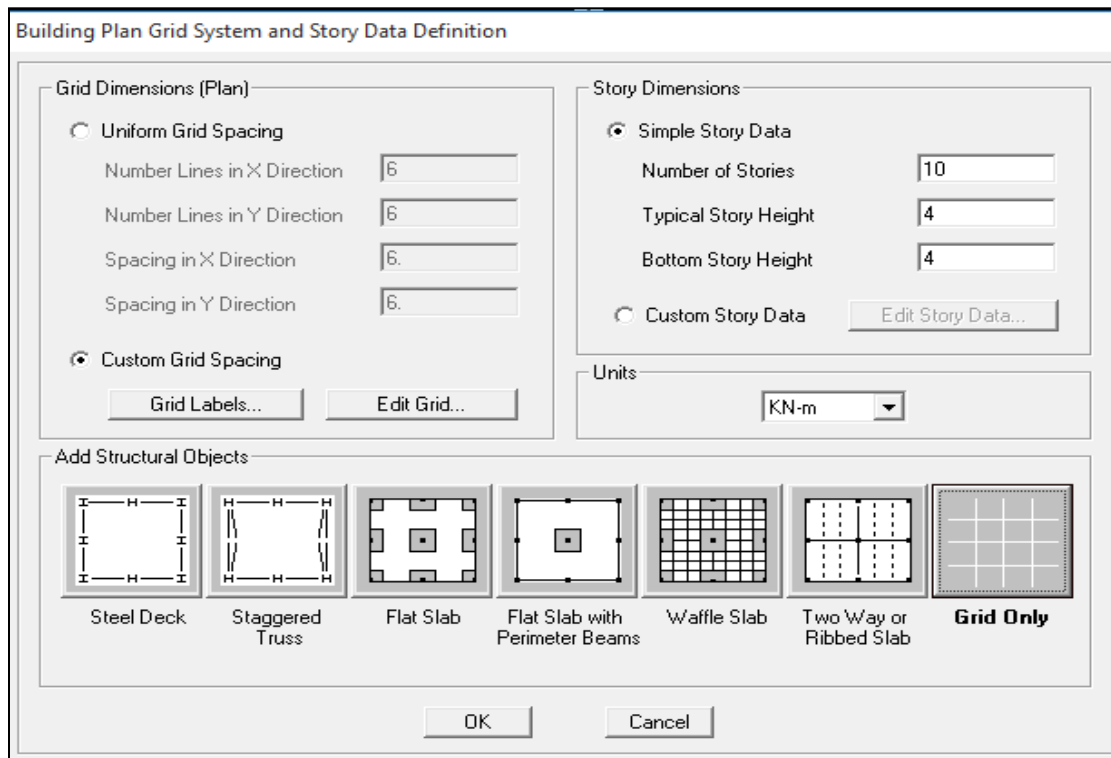 Building Plan Grid System and Story Data Definition
Grid Dimensions (Plan)
Uniform Grid Spacing
Number Lines in X Direction 6
Number Lines in Y Direction 6
Spacing in X Direction 6.
Spacing in Y Direction 6.
Custom Grid Spacing
Grid Labels... Edit Grid...
Story Dimensions
Simple Story Data
Number of Stories 10
Typical Story Height 4
Bottom Story Height 4
Custom Story Data Edit Story Data...
Units
KN-m
Add Structural Objects
Steel Deck
Staggered
Truss
Flat Slab
Flat Slab with
Perimeter Beams
Waffle Slab
Two Way or
Ribbed Slab
Grid Only
OK Cancel